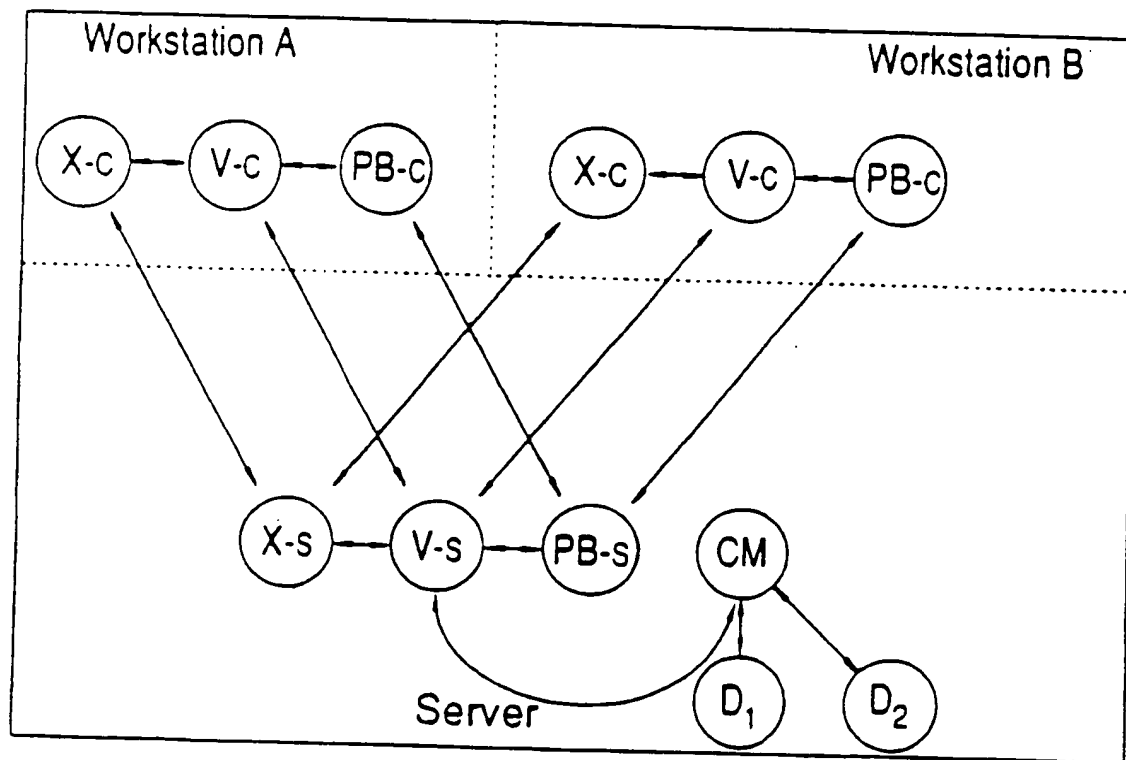 Workstation A
Workstation B
X-c V-c PB-c X-c V-c PB-c
X-s V-s PB-s CM
Server D₁ D₂